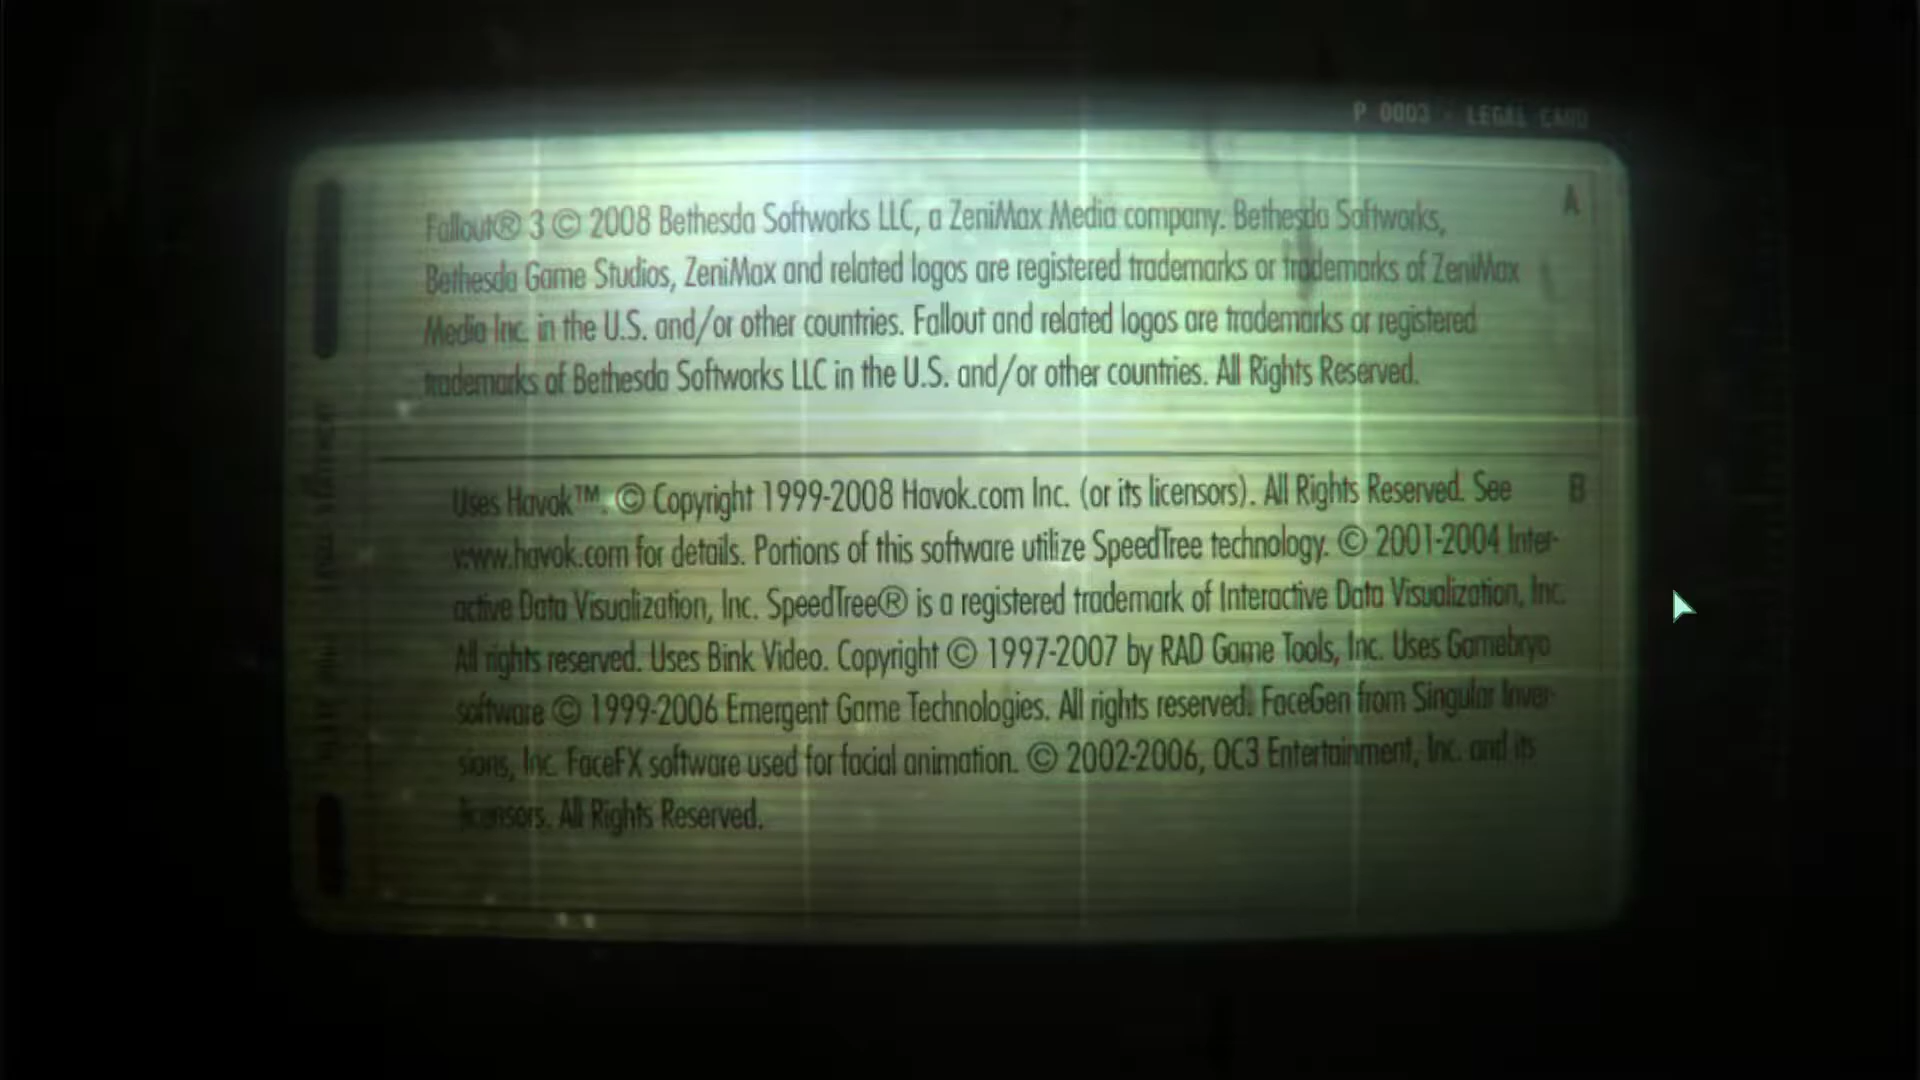 P 0003 - LEGAL CARD
A
Fallout® 3 © 2008 Bethesda Softworks LLC, a ZeniMax Media company. Bethesda Softworks,
Bethesda Game Studios, ZeniMax and related logos are registered trademarks or trademarks of ZeniMax
Media Inc. in the U.S. and/or other countries. Fallout and related logos are trademarks or registered
trademarks of Bethesda Softworks LLC in the U.S. and/or other countries. All Rights Reserved.
B
Uses Havok™. © Copyright 1999-2008 Havok.com Inc. (or its licensors). All Rights Reserved. See
www.havok.com for details. Portions of this software utilize SpeedTree technology. © 2001-2004 Inter-
active Data Visualization, Inc. SpeedTree® is a registered trademark of Interactive Data Visualization, Inc.
All rights reserved. Uses Bink Video. Copyright © 1997-2007 by RAD Game Tools, Inc. Uses Gamebryo
software © 1999-2006 Emergent Game Technologies. All rights reserved. FaceGen from Singular Inver-
sions, Inc. FaceFX software used for facial animation. © 2002-2006, OC3 Entertainment, Inc. and its
licensors. All Rights Reserved.